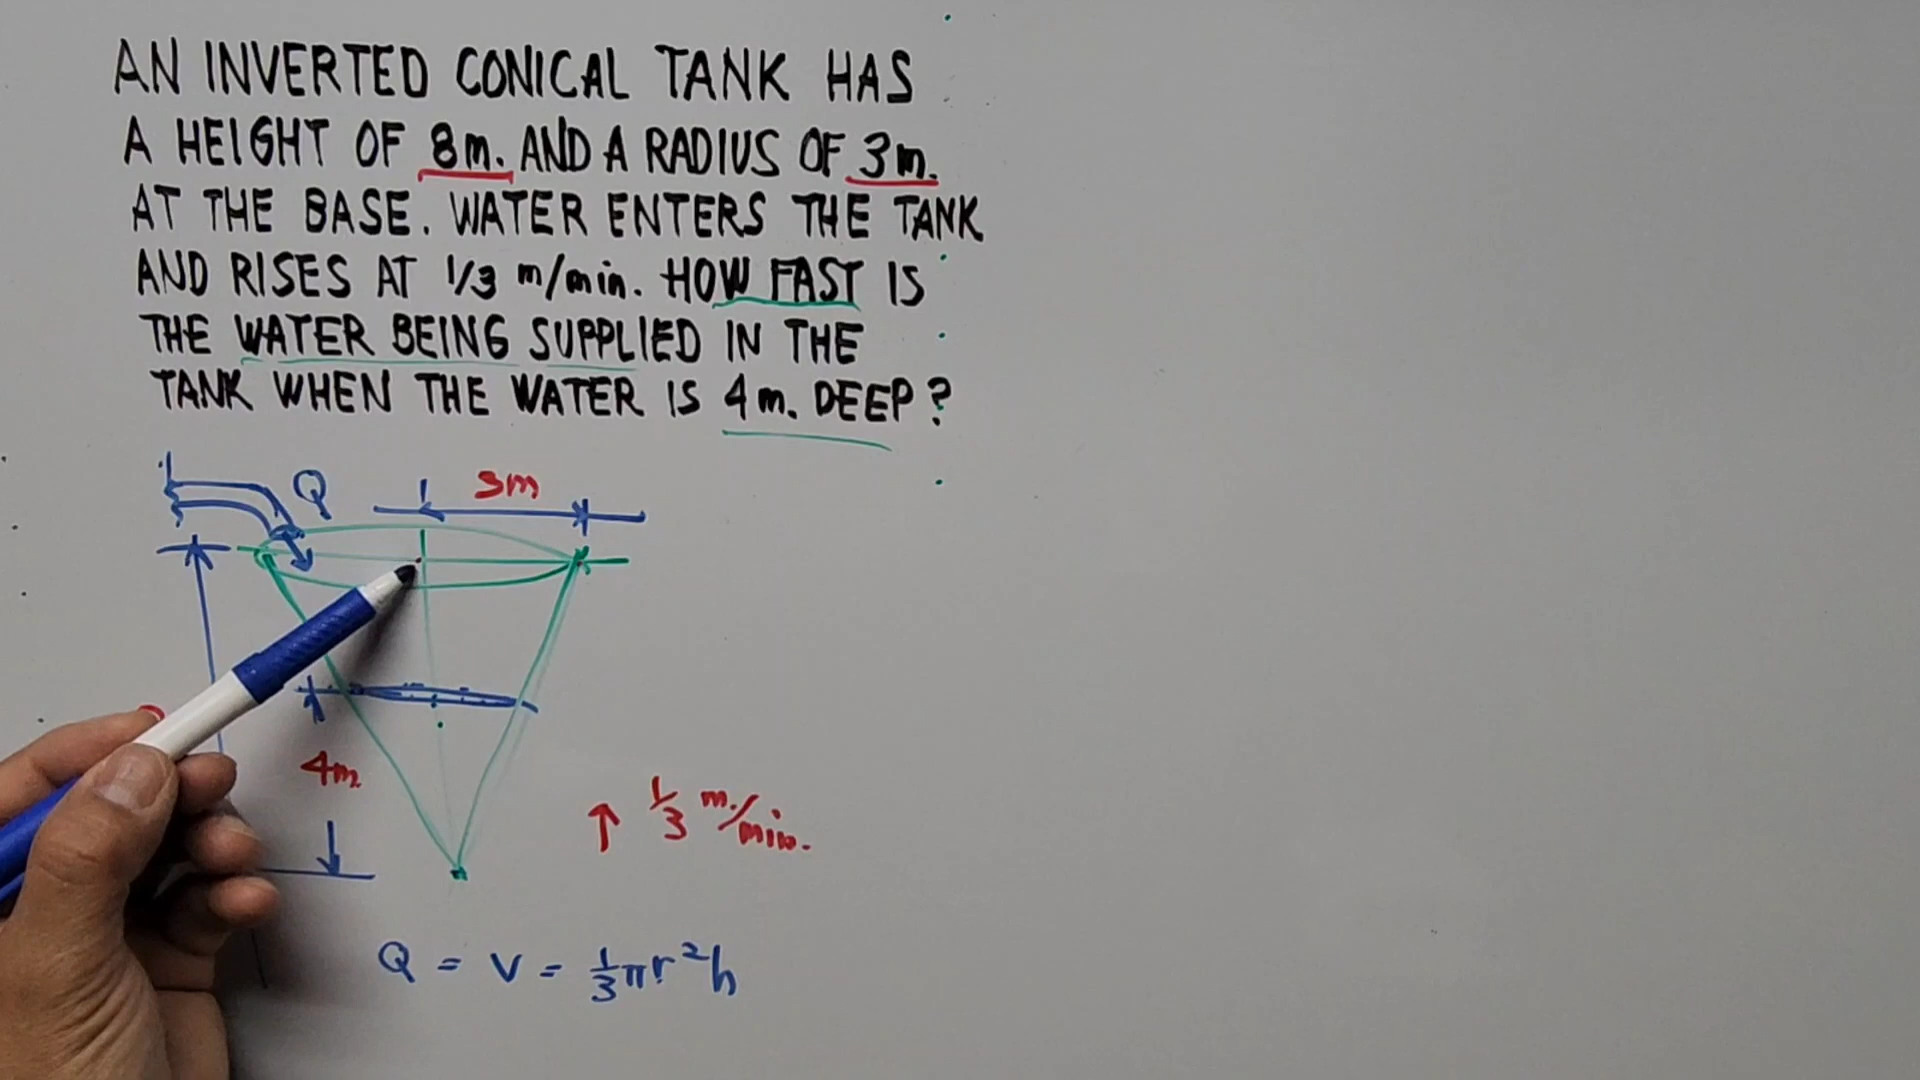 AN INVERTED CONICAL TANK HAS
A HEIGHT OF 8m. AND A RADIUS OF 3m.
AT THE BASE. WATER ENTERS THE TANK
AND RISES AT 1/3 m/min. HOW FAST IS
THE WATER BEING SUPPLIED IN THE
TANK WHEN THE WATER IS 4m. DEEP?
Q
3m
4m
↑ 1/3 m./min.
Q = V = 1/3 πr²h